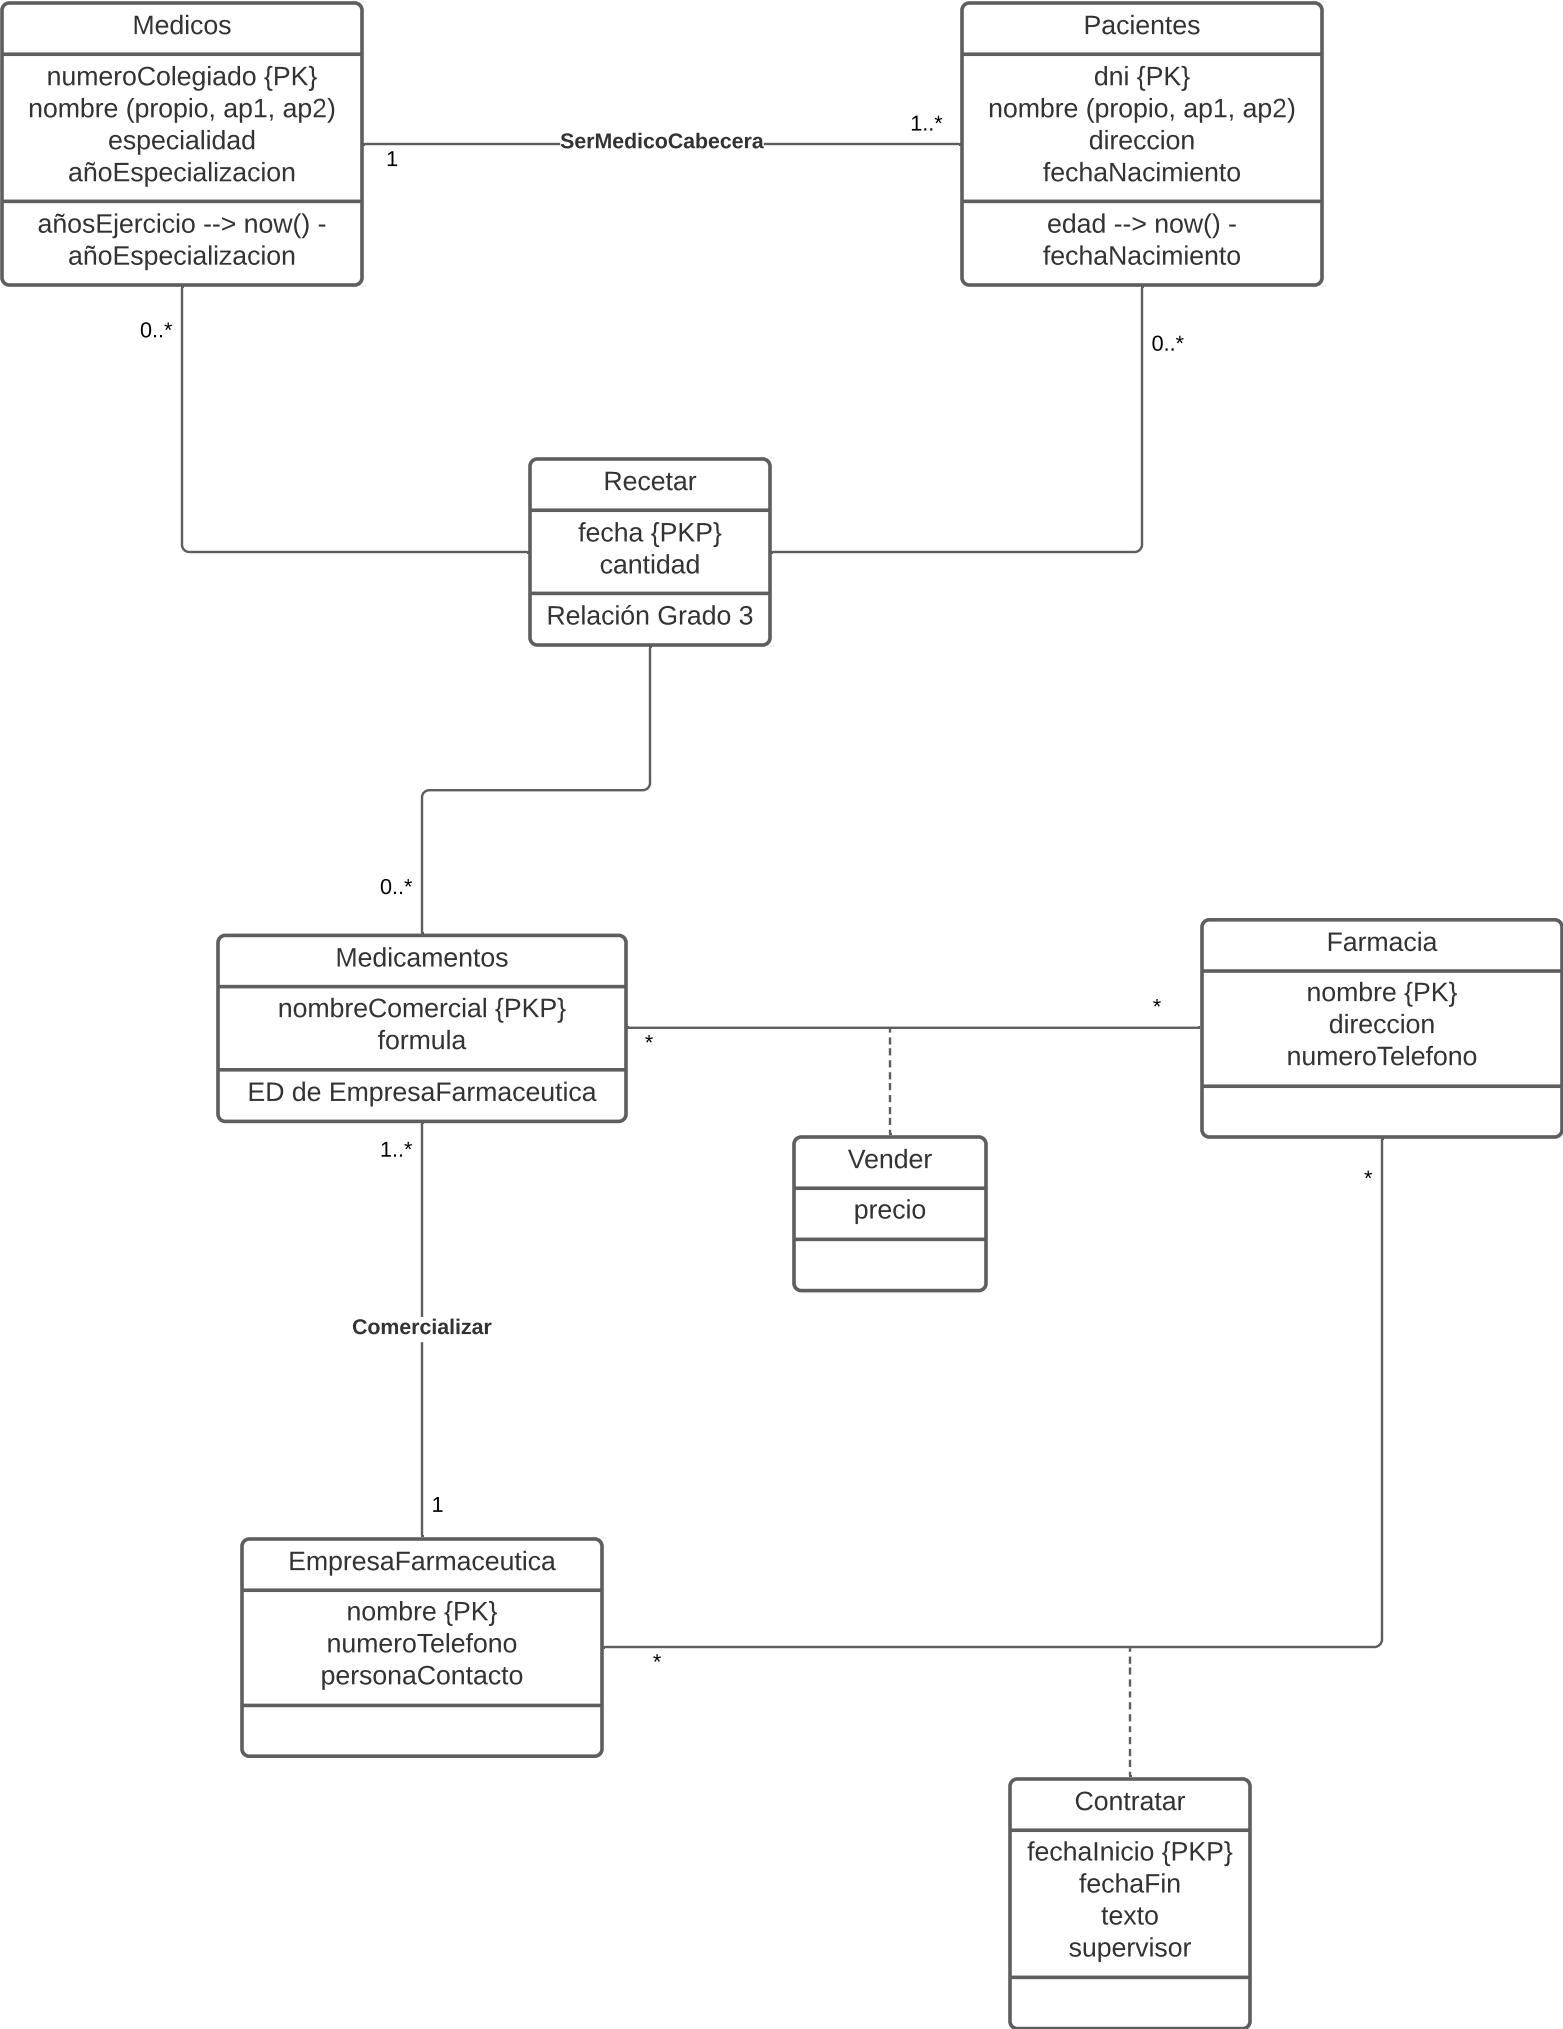 Medicos
numeroColegiado {PK}
nombre (propio, ap1, ap2)
especialidad
añoEspecializacion
añosEjercicio --> now() -
añoEspecializacion
1
SerMedicoCabecera
1..*
Pacientes
dni {PK}
nombre (propio, ap1, ap2)
direccion
fechaNacimiento
edad --> now() -
fechaNacimiento
0..*
0..*
Recetar
fecha {PKP}
cantidad
Relación Grado 3
0..*
Medicamentos
nombreComercial {PKP}
formula
ED de EmpresaFarmaceutica
*
*
Farmacia
nombre {PK}
direccion
numeroTelefono
Vender
precio
1..*
*
Comercializar
1
EmpresaFarmaceutica
nombre {PK}
numeroTelefono
personaContacto
*
Contratar
fechaInicio {PKP}
fechaFin
texto
supervisor